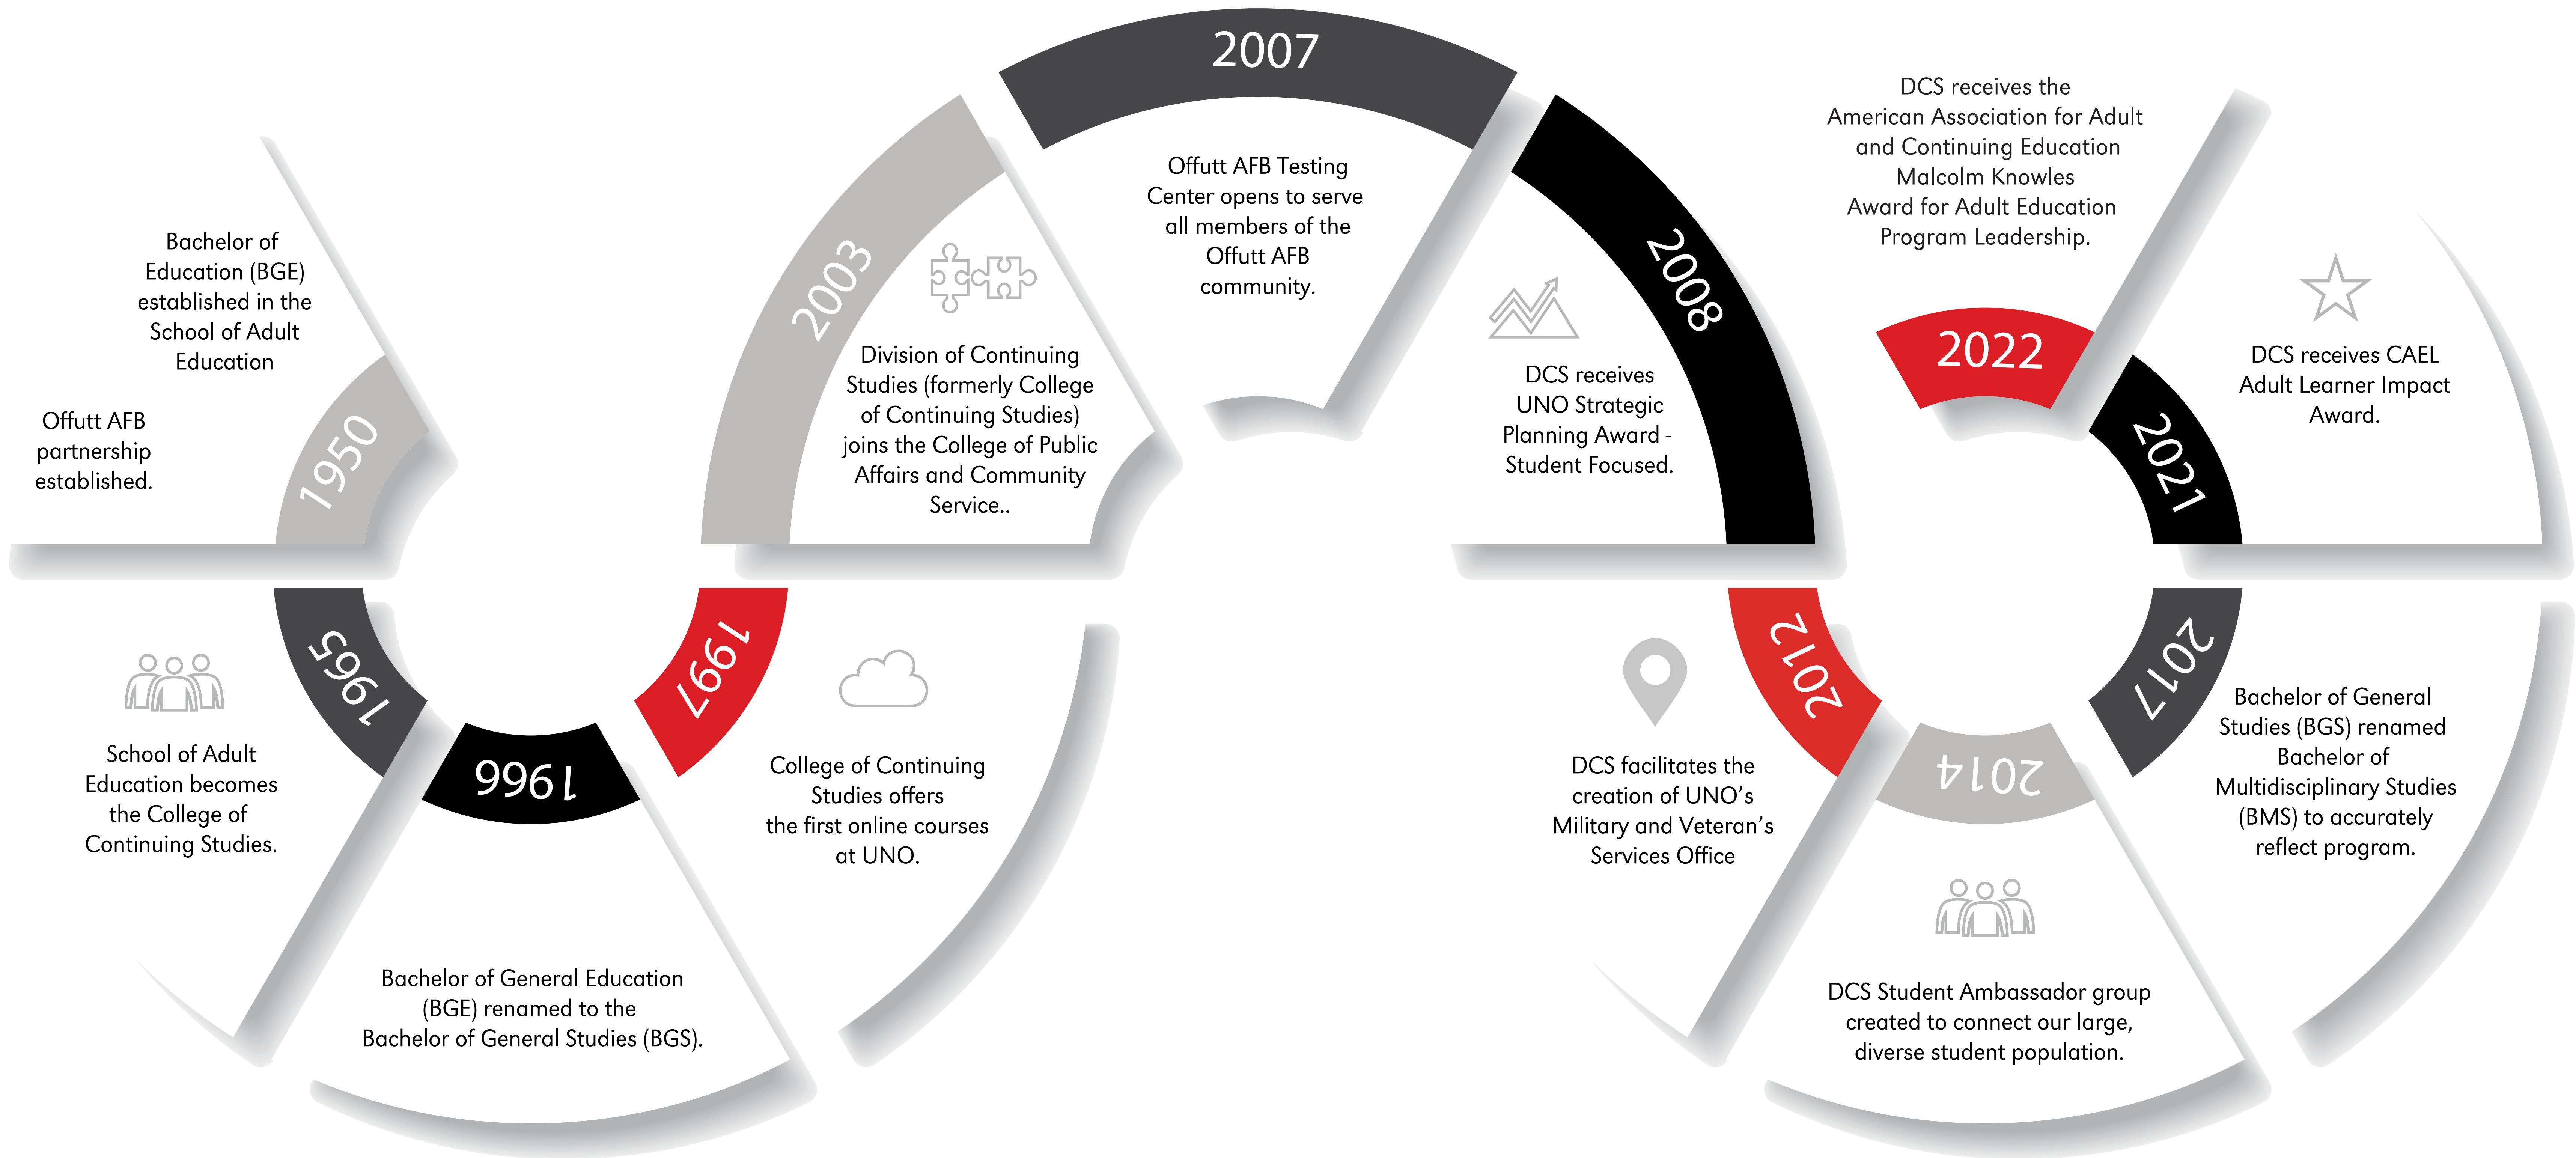 1950
Bachelor of
Education (BGE)
established in the
School of Adult
Education
Offutt AFB
partnership
established.
1965
School of Adult
Education becomes
the College of
Continuing Studies.
1966
Bachelor of General Education
(BGE) renamed to the
Bachelor of General Studies (BGS).
1997
College of Continuing
Studies offers
the first online courses
at UNO.
2003
Division of Continuing
Studies (formerly College
of Continuing Studies)
joins the College of Public
Affairs and Community
Service..
2007
Offutt AFB Testing
Center opens to serve
all members of the
Offutt AFB
community.
2008
DCS receives
UNO Strategic
Planning Award -
Student Focused.
2012
DCS facilitates the
creation of UNO’s
Military and Veteran’s
Services Office
2014
DCS Student Ambassador group
created to connect our large,
diverse student population.
2017
Bachelor of General
Studies (BGS) renamed
Bachelor of
Multidisciplinary Studies
(BMS) to accurately
reflect program.
2021
DCS receives CAEL
Adult Learner Impact
Award.
2022
DCS receives the
American Association for Adult
and Continuing Education
Malcolm Knowles
Award for Adult Education
Program Leadership.